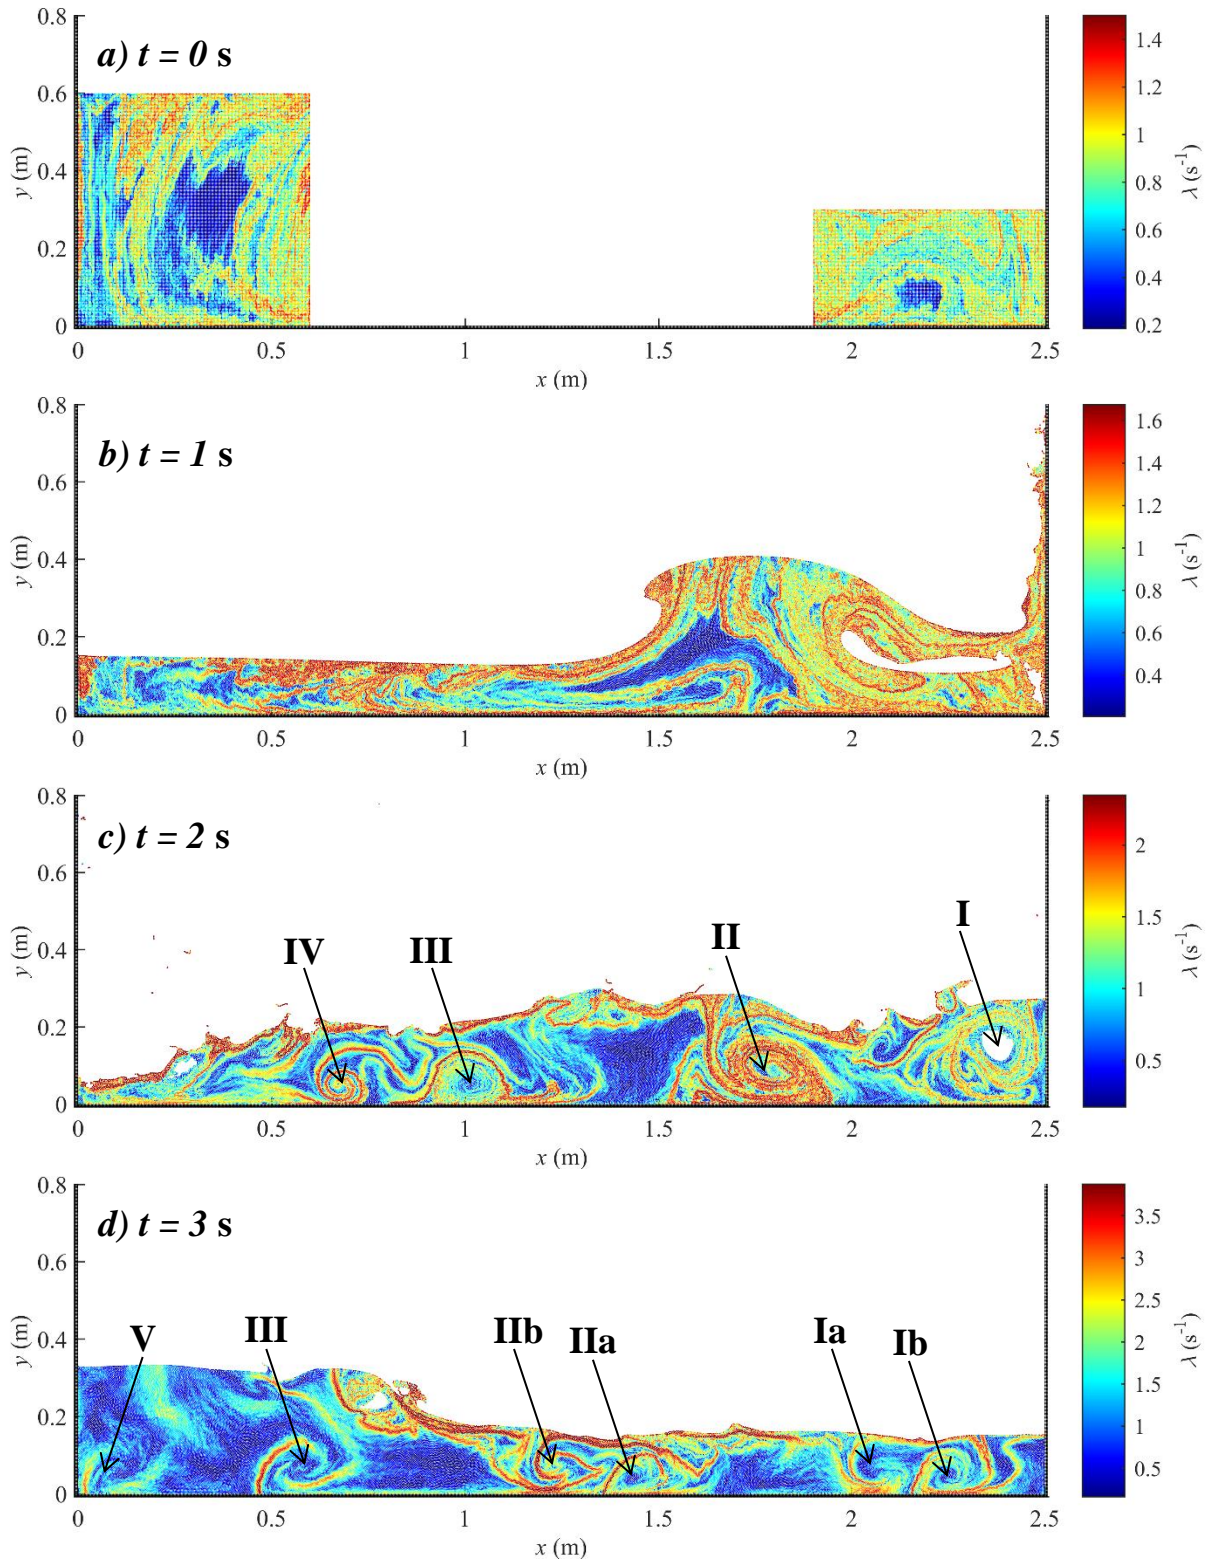 0.8
a) t = 0 s
0.6
0.4
0.2
0
y (m)
0 0.5 1 1.5 2 2.5
x (m)
1.4
1.2
1
0.8
0.6
0.4
0.2
λ (s⁻¹)
0.8
b) t = 1 s
0.6
0.4
0.2
0
y (m)
0 0.5 1 1.5 2 2.5
x (m)
1.6
1.4
1.2
1
0.8
0.6
0.4
λ (s⁻¹)
0.8
c) t = 2 s
0.6
0.4
0.2
0
y (m)
IV III II I
0 0.5 1 1.5 2 2.5
x (m)
2
1.5
1
0.5
λ (s⁻¹)
0.8
d) t = 3 s
0.6
0.4
0.2
0
y (m)
V III IIb IIa Ia Ib
0 0.5 1 1.5 2 2.5
x (m)
3.5
3
2.5
2
1.5
1
0.5
λ (s⁻¹)